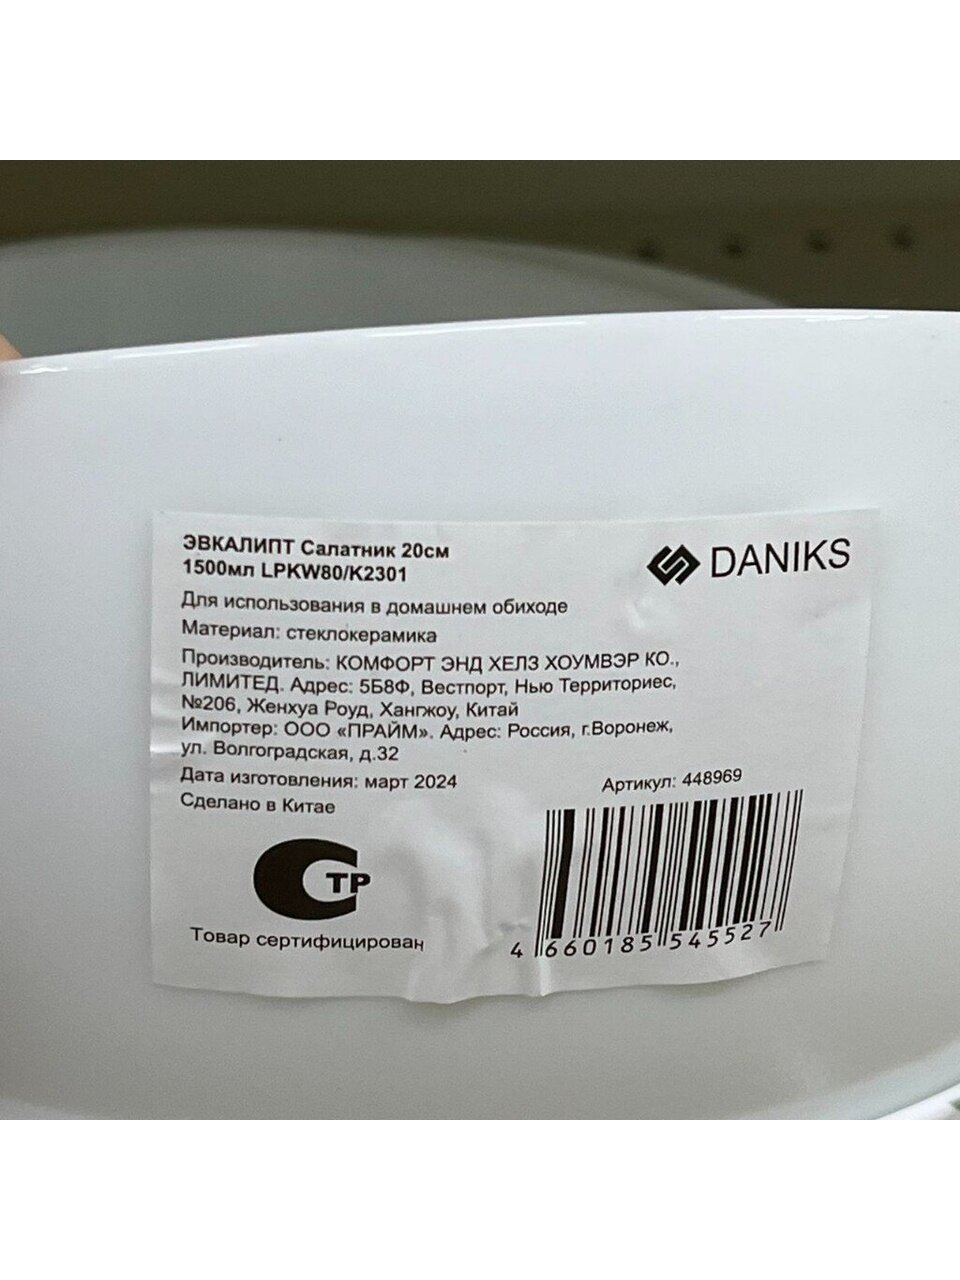 ЭВКАЛИПТ Салатник 20см
1500мл LPKW80/K2301
DANIKS
Для использования в домашнем обиходе
Материал: стеклокерамика
Производитель: КОМФОРТ ЭНД ХЕЛЗ ХОУМВЭР КО.,
ЛИМИТЕД. Адрес: 5Б8Ф, Вестпорт, Нью Территориес,
№206, Женхуа Роуд, Хангжоу, Китай
Импортер: ООО «ПРАЙМ». Адрес: Россия, г.Воронеж,
ул. Волгоградская, д.32
Дата изготовления: март 2024
Сделано в Китае
Артикул: 448969
СТР
Товар сертифицирован
4 660185 545527